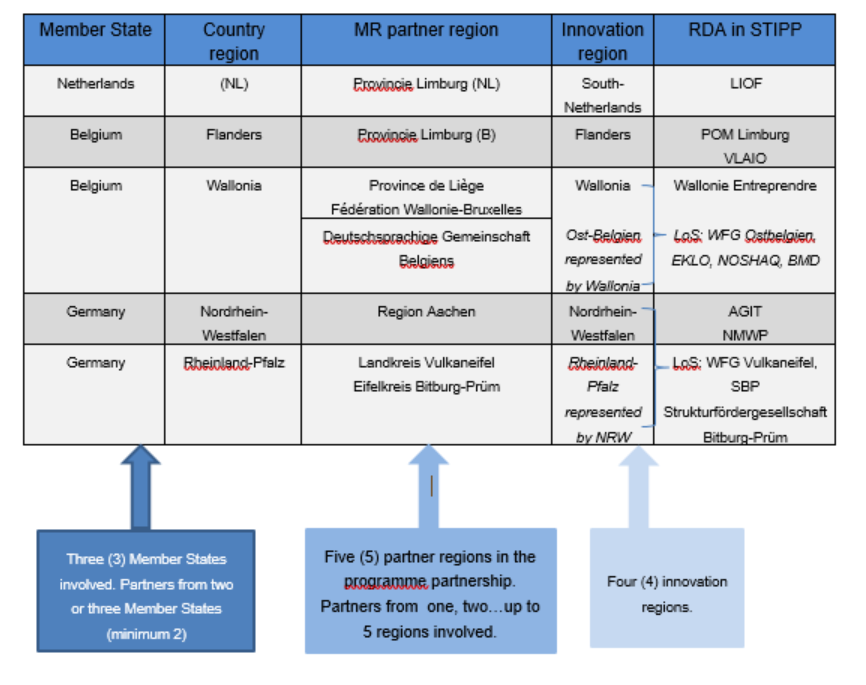 Member State
Country
region
MR partner region
Innovation
region
RDA in STIPP
Netherlands
(NL)
Provincie Limburg (NL)
South-
Netherlands
LIOF
Belgium
Flanders
Provincie Limburg (B)
Flanders
POM Limburg
VLAIO
Belgium
Wallonia
Province de Liège
Fédération Wallonie-Bruxelles
Deutschsprachige Gemeinschaft
Belgiens
Wallonia
Ost-Belgien
represented
by Wallonia
Wallonie Entreprendre
LoS: WFG Ostbelgien,
EKLO, NOSHAQ, BMD
Germany
Nordrhein-
Westfalen
Region Aachen
Nordrhein-
Westfalen
AGIT
NMWP
Germany
Rheinland-Pfalz
Landkreis Vulkaneifel
Eifelkreis Bitburg-Prüm
Rheinland-
Pfalz
represented
by NRW
LoS: WFG Vulkaneifel,
SBP
Strukturfördergesellschaft
Bitburg-Prüm
Three (3) Member States
involved. Partners from two
or three Member States
(minimum 2)
Five (5) partner regions in the
programme partnership.
Partners from one, two...up to
5 regions involved.
Four (4) innovation
regions.